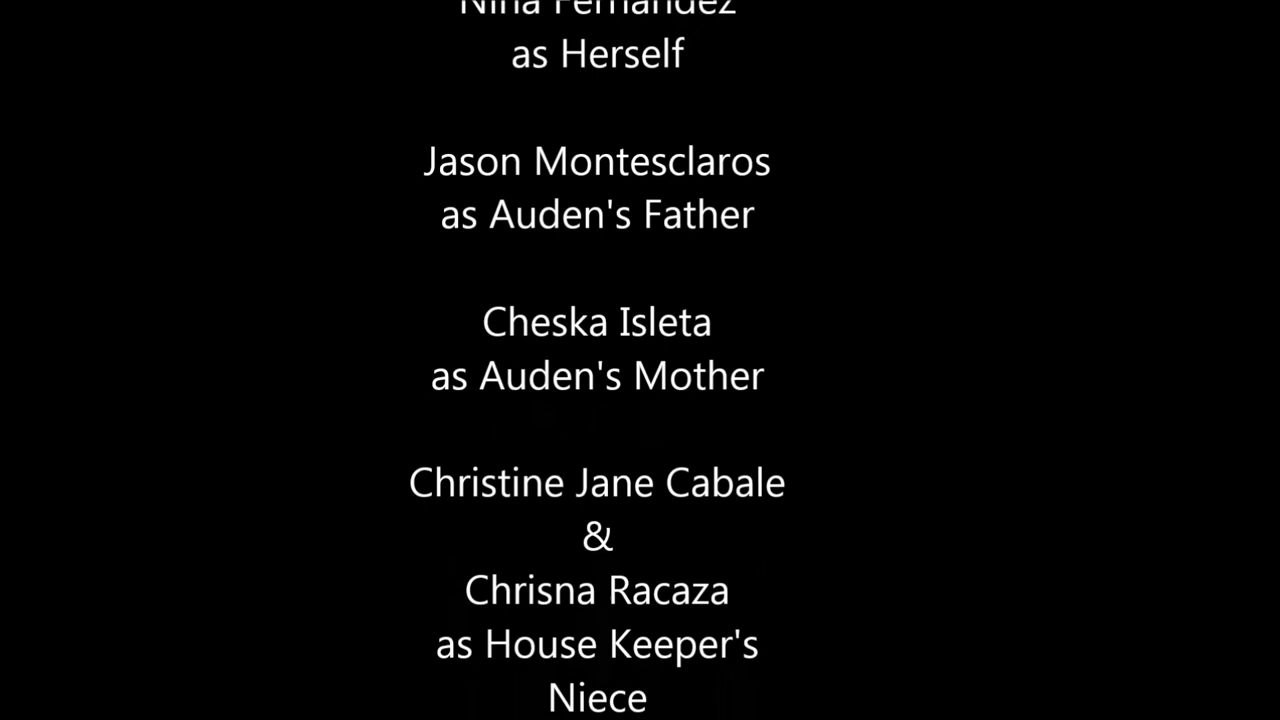 Nina Fernandez
as Herself
Jason Montesclaros
as Auden's Father
Cheska Isleta
as Auden's Mother
Christine Jane Cabale
&
Chrisna Racaza
as House Keeper's
Niece